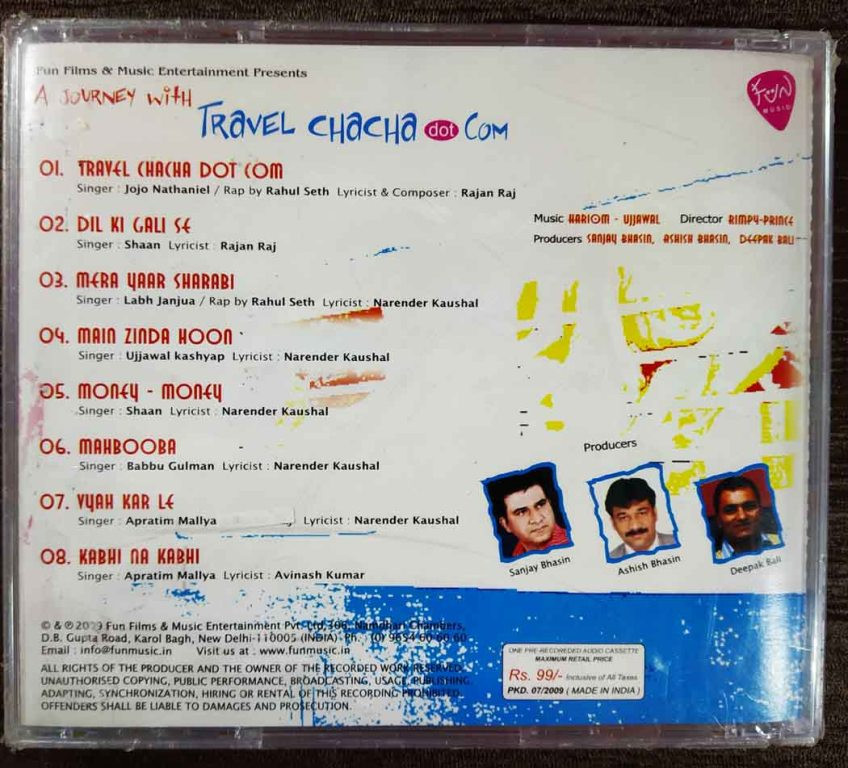 Fun Films & Music Entertainment Presents
A JOURNEY WITH
TRAVEL CHACHA dot COM
FUN
MUSIC
01. TRAVEL CHACHA DOT COM
Singer : Jojo Nathaniel / Rap by Rahul Seth Lyricist & Composer : Rajan Raj
02. DIL KI GALI SE
Singer : Shaan Lyricist : Rajan Raj
03. MERA YAAR SHARABI
Singer : Labh Janjua / Rap by Rahul Seth Lyricist : Narender Kaushal
04. MAIN ZINDA HOON
Singer : Ujjawal kashyap Lyricist : Narender Kaushal
05. MONEY - MONEY
Singer : Shaan Lyricist : Narender Kaushal
06. MAHBOOBA
Singer : Babbu Gulman Lyricist : Narender Kaushal
07. VYAH KAR LE
Singer : Apratim Mallya Lyricist : Narender Kaushal
08. KABHI NA KABHI
Singer : Apratim Mallya Lyricist : Avinash Kumar
Music HARIOM - UJJAWAL Director RIMPY-PRINCE
Producers SANJAY BHASIN, ASHISH BHASIN, DEEPAK BALI
Producers
Sanjay Bhasin
Ashish Bhasin
Deepak Bali
© & ℗ 2009 Fun Films & Music Entertainment Pvt. Ltd, 306, Namdhari Chambers,
D.B. Gupta Road, Karol Bagh, New Delhi-110005 (INDIA) Ph. : (0) 9654 60 60 60
Email : info@funmusic.in Visit us at : www.funmusic.in
ALL RIGHTS OF THE PRODUCER AND THE OWNER OF THE RECORDED WORK RESERVED.
UNAUTHORISED COPYING, PUBLIC PERFORMANCE, BROADCASTING, USAGE, PUBLISHING
ADAPTING, SYNCHRONIZATION, HIRING OR RENTAL OF THIS RECORDING PROHIBITED.
OFFENDERS SHALL BE LIABLE TO DAMAGES AND PROSECUTION.
ONE PRE-RECOREDED AUDIO CASSETTE
MAXIMUM RETAIL PRICE
Rs. 99/- Inclusive of All Taxes
PKD. 07/2009 ( MADE IN INDIA )